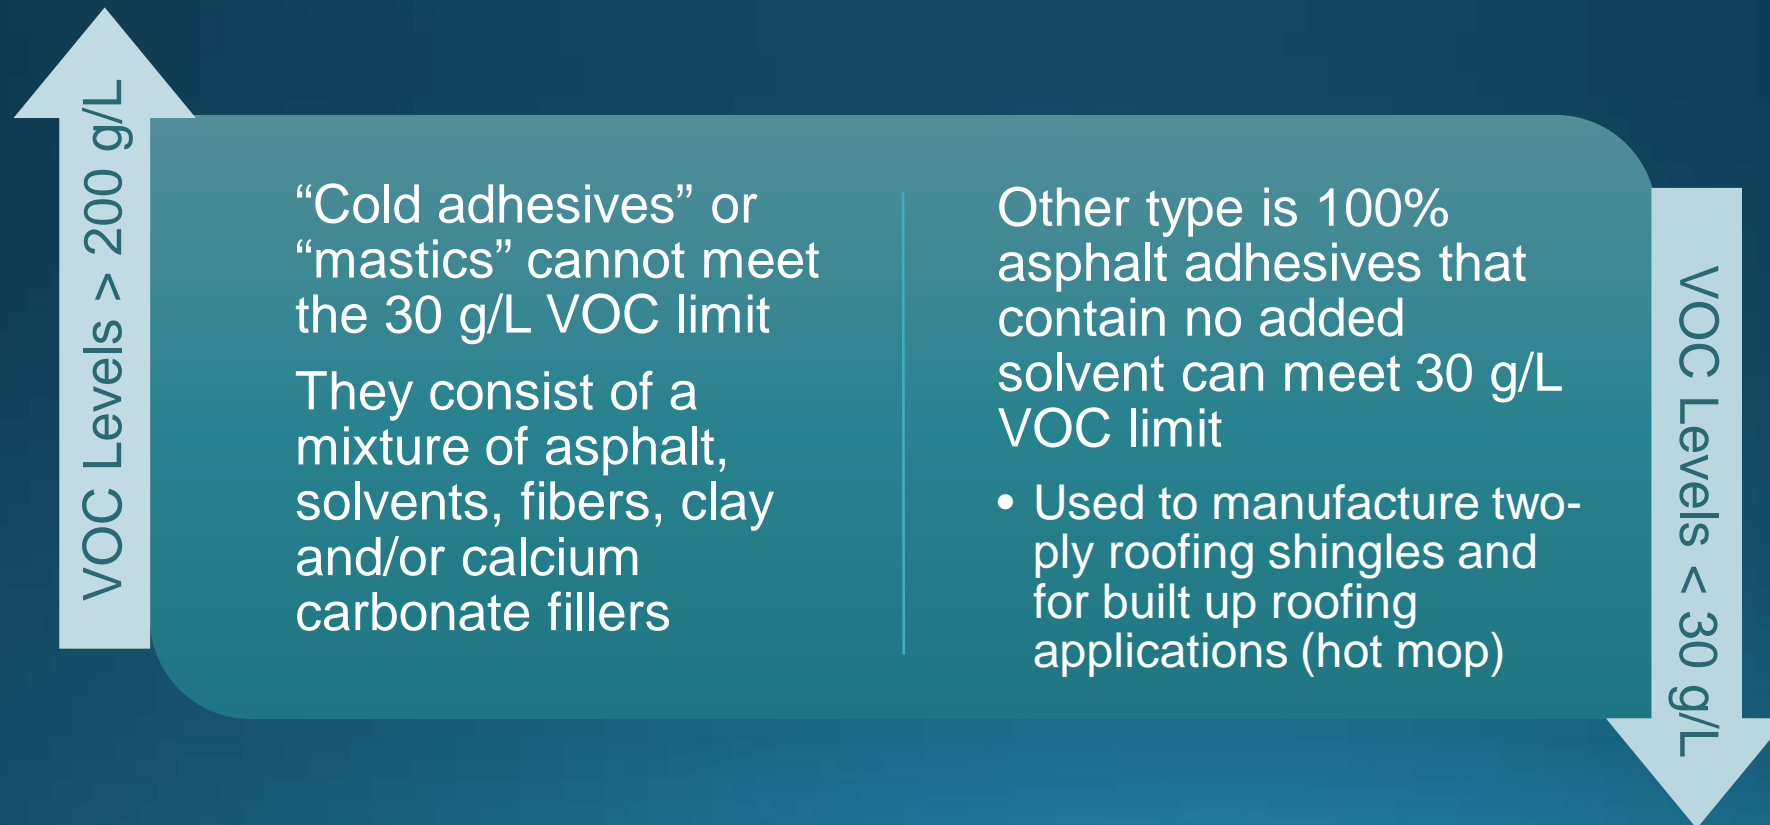 VOC Levels > 200 g/L
“Cold adhesives” or
“mastics” cannot meet
the 30 g/L VOC limit
They consist of a
mixture of asphalt,
solvents, fibers, clay
and/or calcium
carbonate fillers
Other type is 100%
asphalt adhesives that
contain no added
solvent can meet 30 g/L
VOC limit
• Used to manufacture two-
ply roofing shingles and
for built up roofing
applications (hot mop)
VOC Levels < 30 g/L